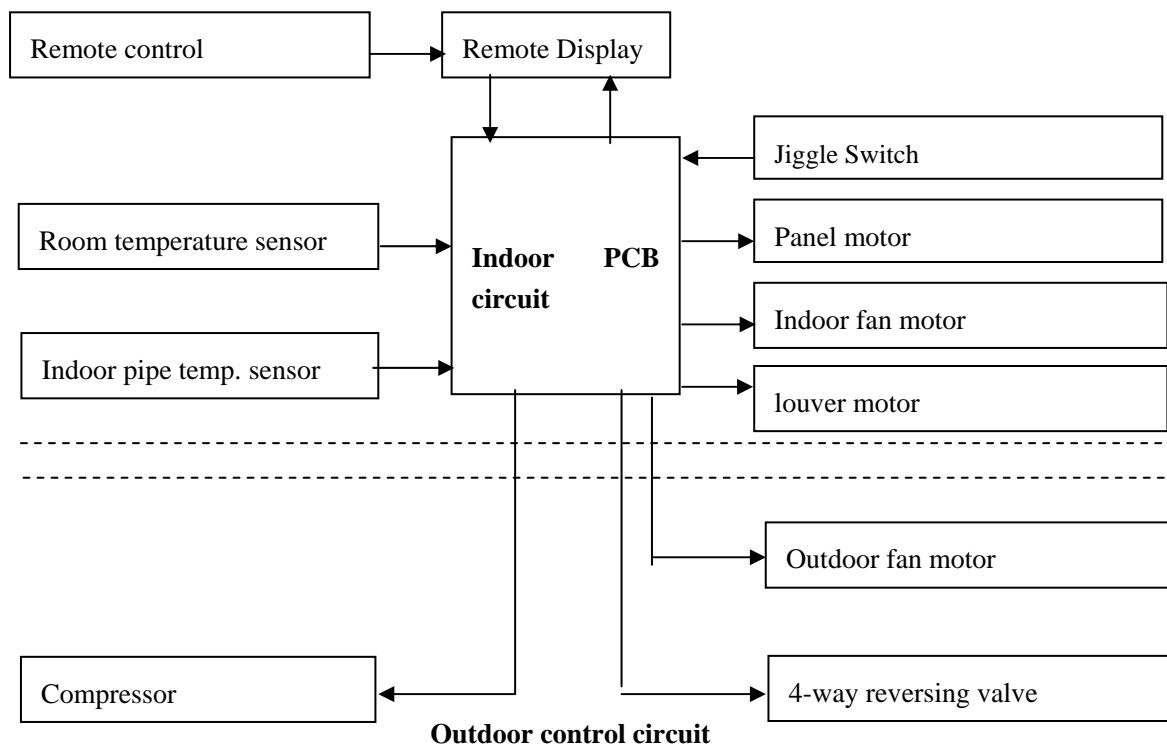 Remote control
Remote Display
Jiggle Switch
Room temperature sensor
Panel motor
Indoor PCB
circuit
Indoor fan motor
Indoor pipe temp. sensor
louver motor
Outdoor fan motor
Compressor
4-way reversing valve
Outdoor control circuit